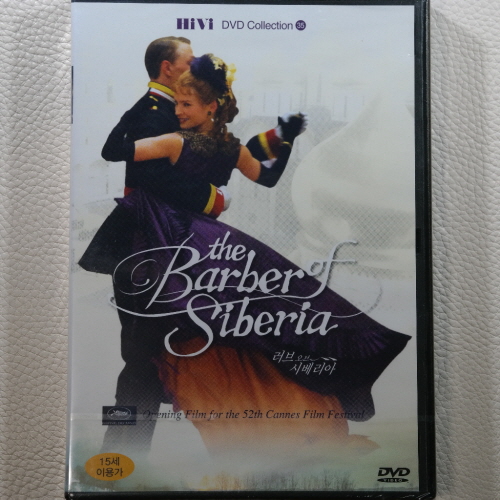 HiVi DVD Collection 35
the
Barber of
Siberia
러브 오브
시베리아
Opening Film for the 52th Cannes Film Festival
15세
이용가
DVD
VIDEO